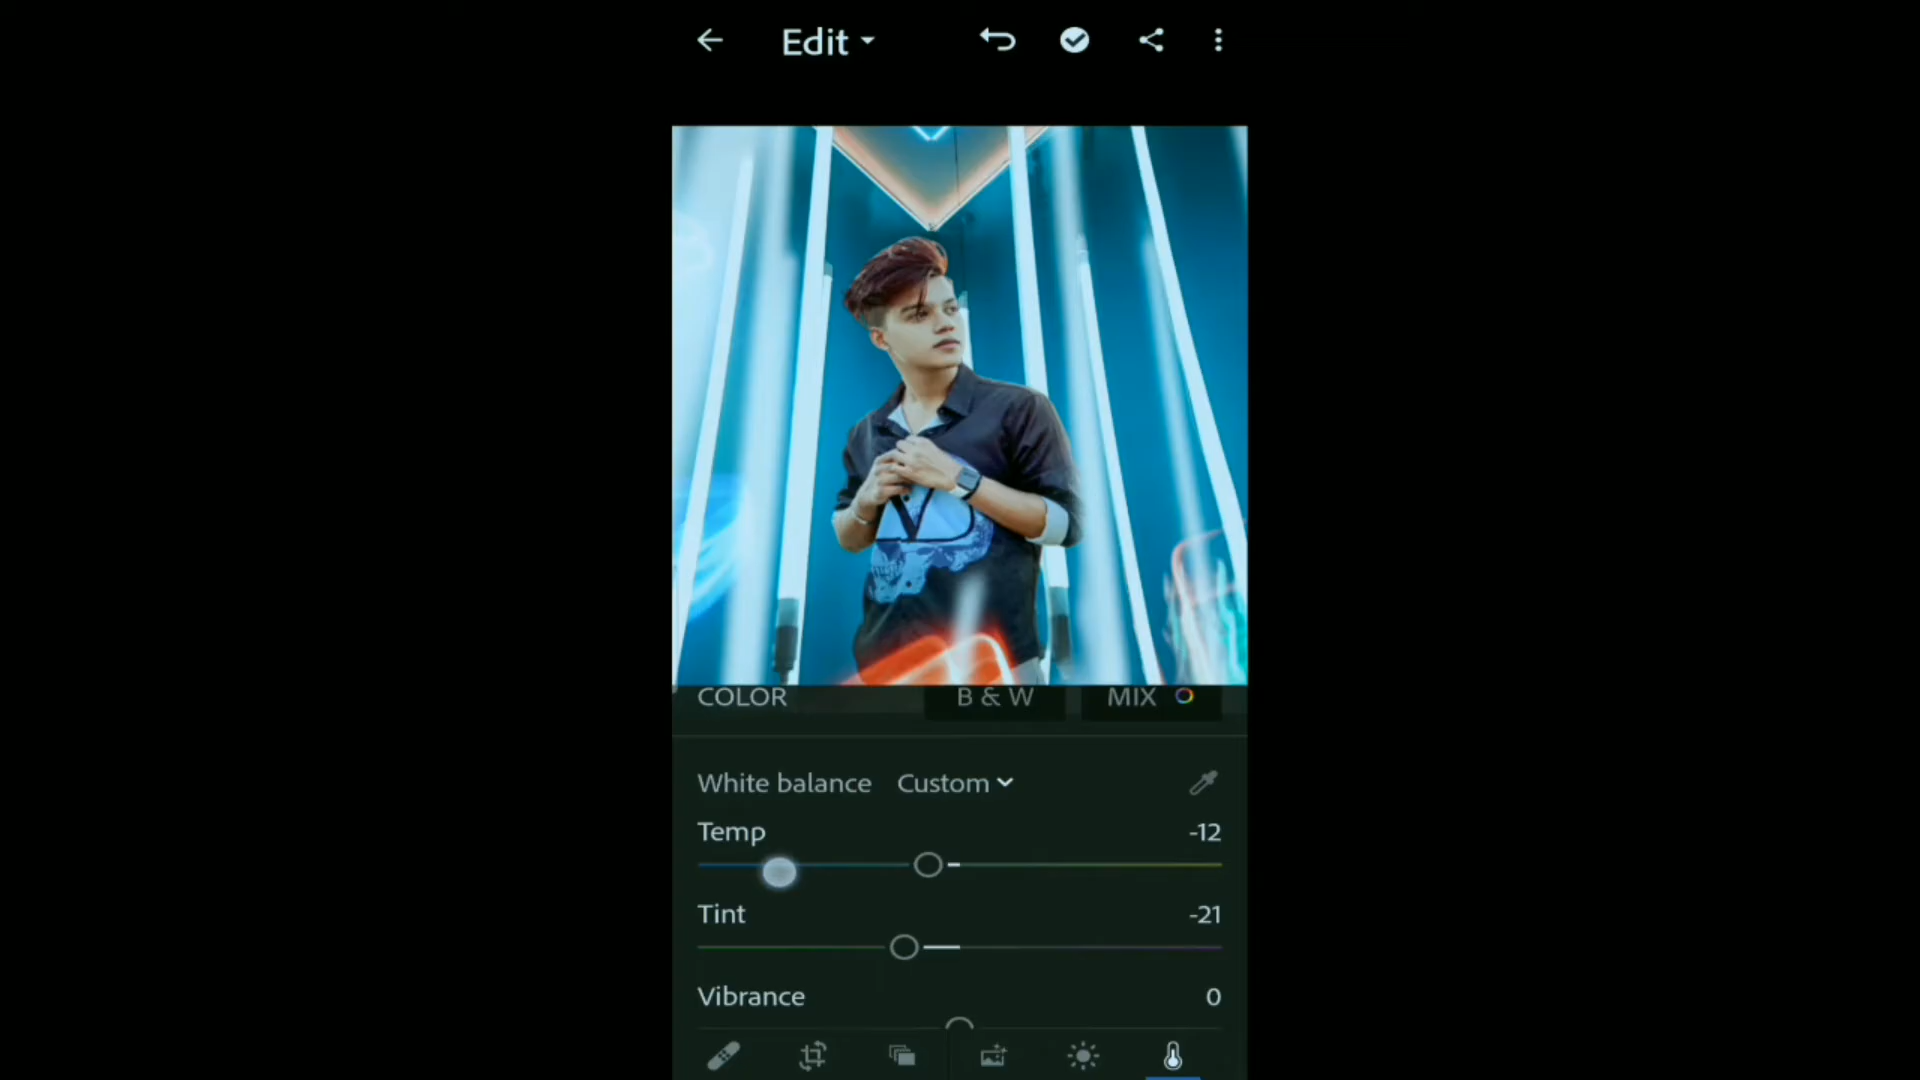 Edit
COLOR B & W MIX
White balance Custom
Temp -12
Tint -21
Vibrance 0